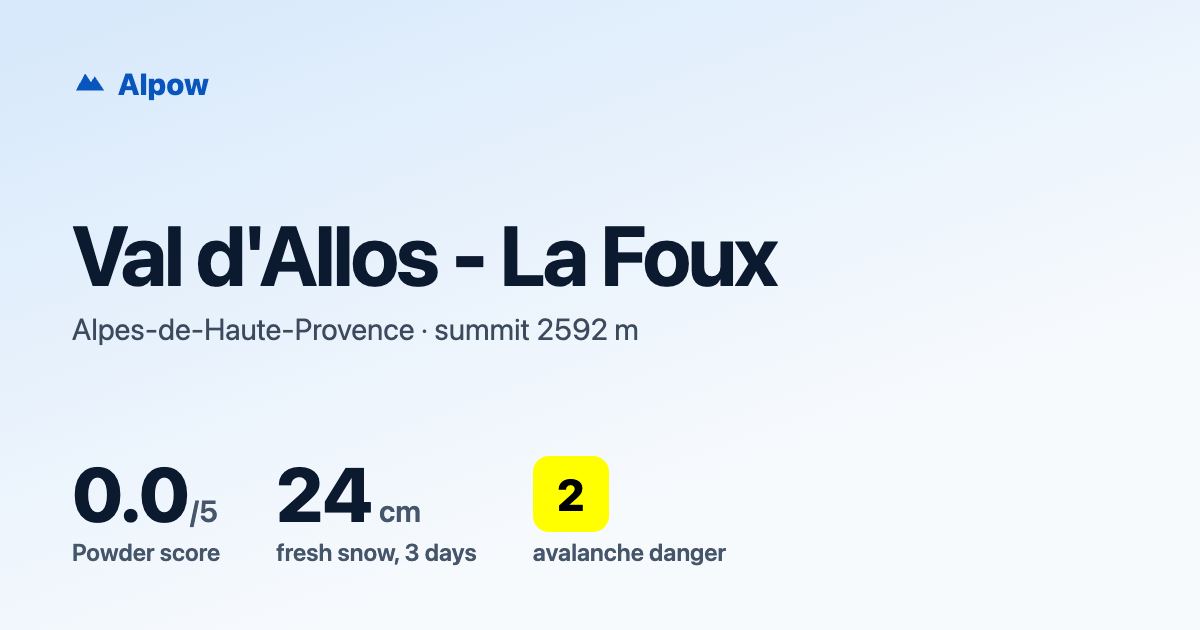 Alpow
Val d'Allos - La Foux
Alpes-de-Haute-Provence · summit 2592 m
0.0/5 24 cm 2
Powder score fresh snow, 3 days avalanche danger